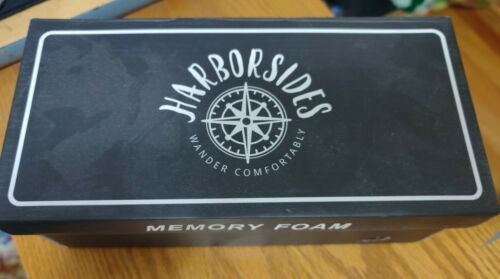 HARBORSIDES
WANDER COMFORTABLY
MEMORY FOAM